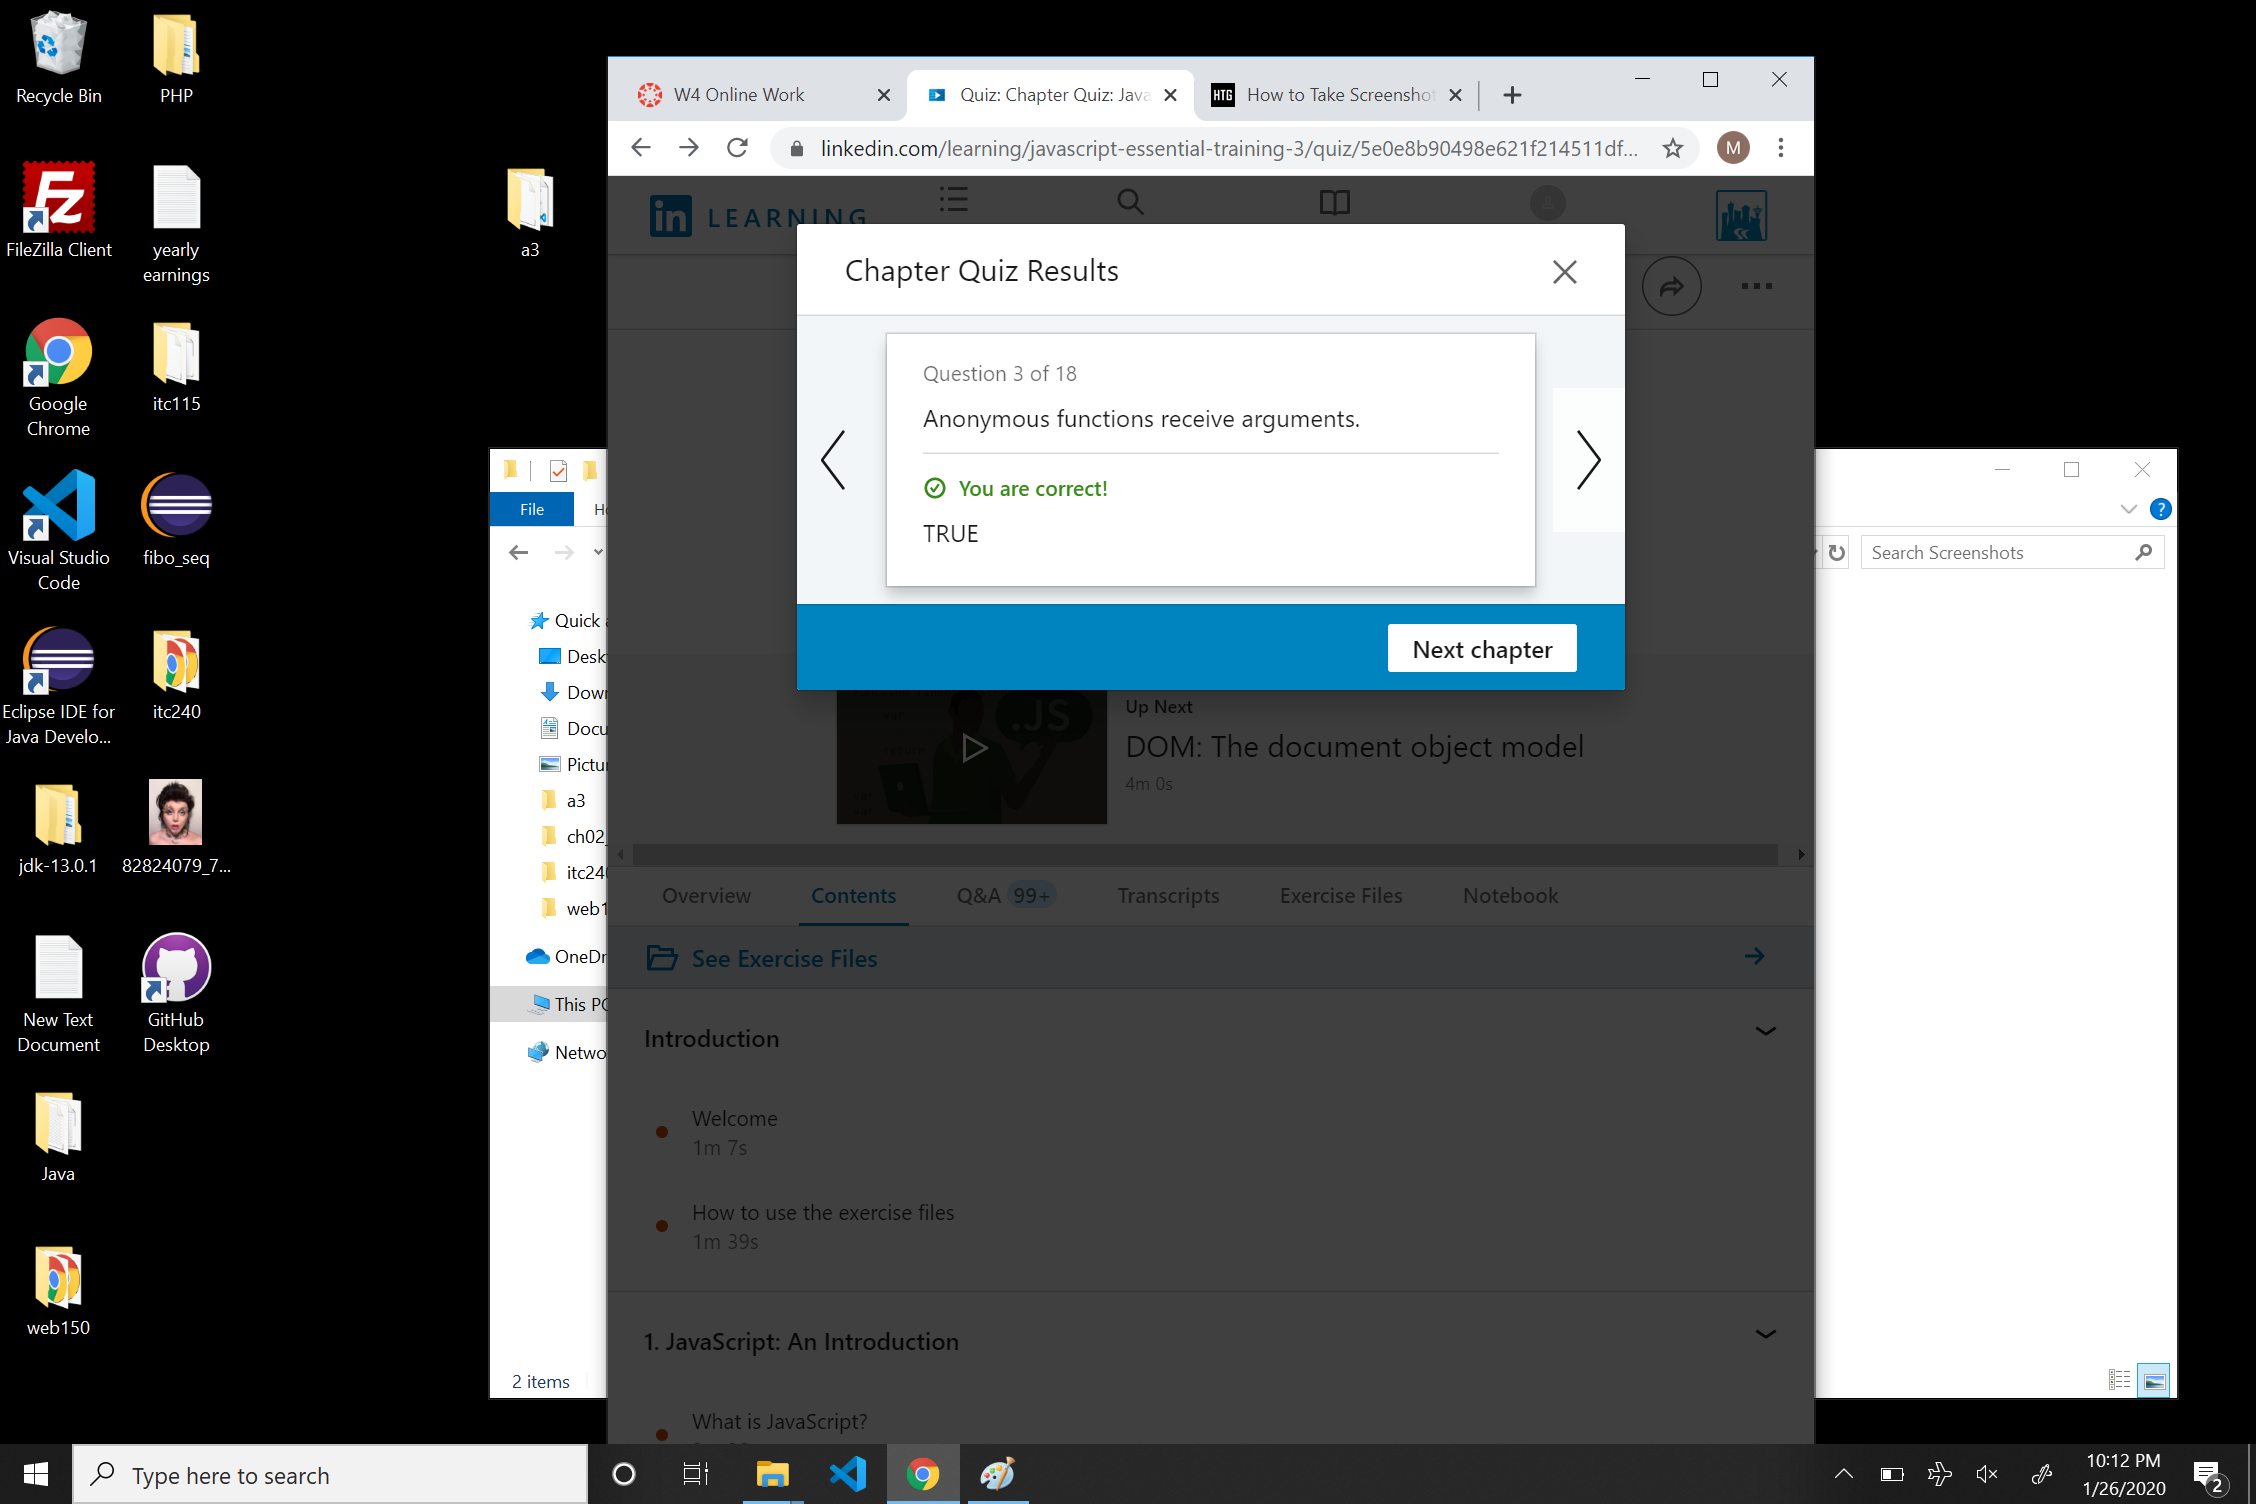 Recycle Bin
PHP
FileZilla Client
yearly
earnings
a3
Google
Chrome
itc115
Visual Studio
Code
fibo_seq
Eclipse IDE for
Java Develo...
itc240
jdk-13.0.1
82824079_7...
New Text
Document
GitHub
Desktop
Java
web150
W4 Online Work
Quiz: Chapter Quiz: Java
HTG
How to Take Screenshot
linkedin.com/learning/javascript-essential-training-3/quiz/5e0e8b90498e621f214511df...
M
in LEARNING
Chapter Quiz Results
Question 3 of 18
Anonymous functions receive arguments.
You are correct!
TRUE
Next chapter
.JS
Up Next
DOM: The document object model
4m 0s
Overview
Contents
Q&A 99+
Transcripts
Exercise Files
Notebook
See Exercise Files
Introduction
Welcome
1m 7s
How to use the exercise files
1m 39s
1. JavaScript: An Introduction
What is JavaScript?
File
Quick
Desk
Down
Docu
Pictu
a3
ch02_
itc240
web1
OneDr
This PC
Netwo
2 items
Search Screenshots
Type here to search
10:12 PM
1/26/2020
2